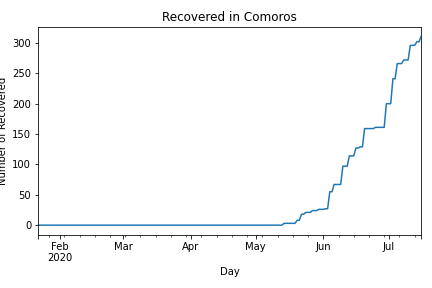 Recovered in Comoros
Number of Recovered
300
250
200
150
100
50
0
Feb
2020
Mar
Apr
May
Jun
Jul
Day